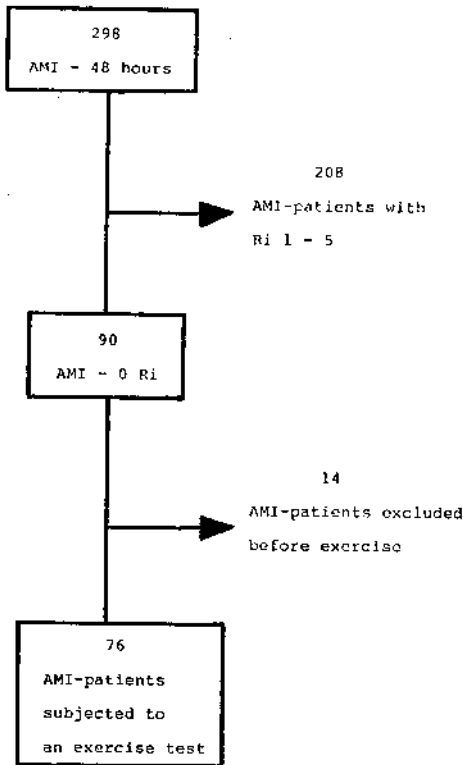 298
AMI - 48 hours
208
AMI-patients with
Ri 1 - 5
90
AMI - 0 Ri
14
AMI-patients excluded
before exercise
76
AMI-patients
subjected to
an exercise test